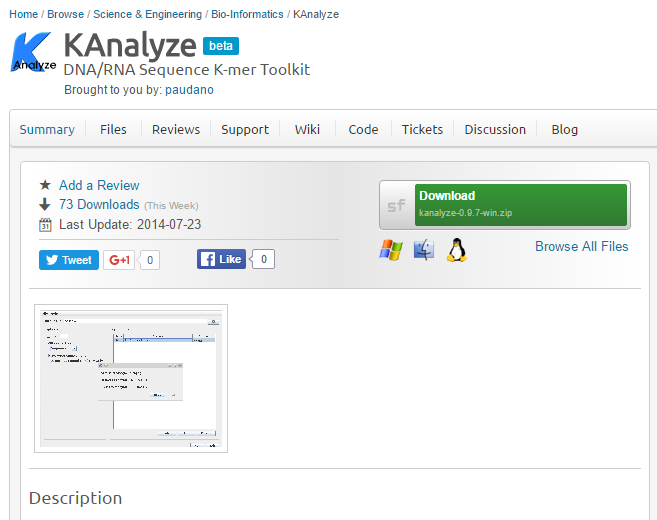 Home / Browse / Science & Engineering / Bio-Informatics / KAnalyze
Analyze
KAnalyze beta
DNA/RNA Sequence K-mer Toolkit
Brought to you by: paudano
Summary Files Reviews Support Wiki Code Tickets Discussion Blog
Add a Review
73 Downloads (This Week)
31 Last Update: 2014-07-23
Tweet G+1 0 Like 0
sf Download
kanalyze-0.9.7-win.zip
Browse All Files
Description